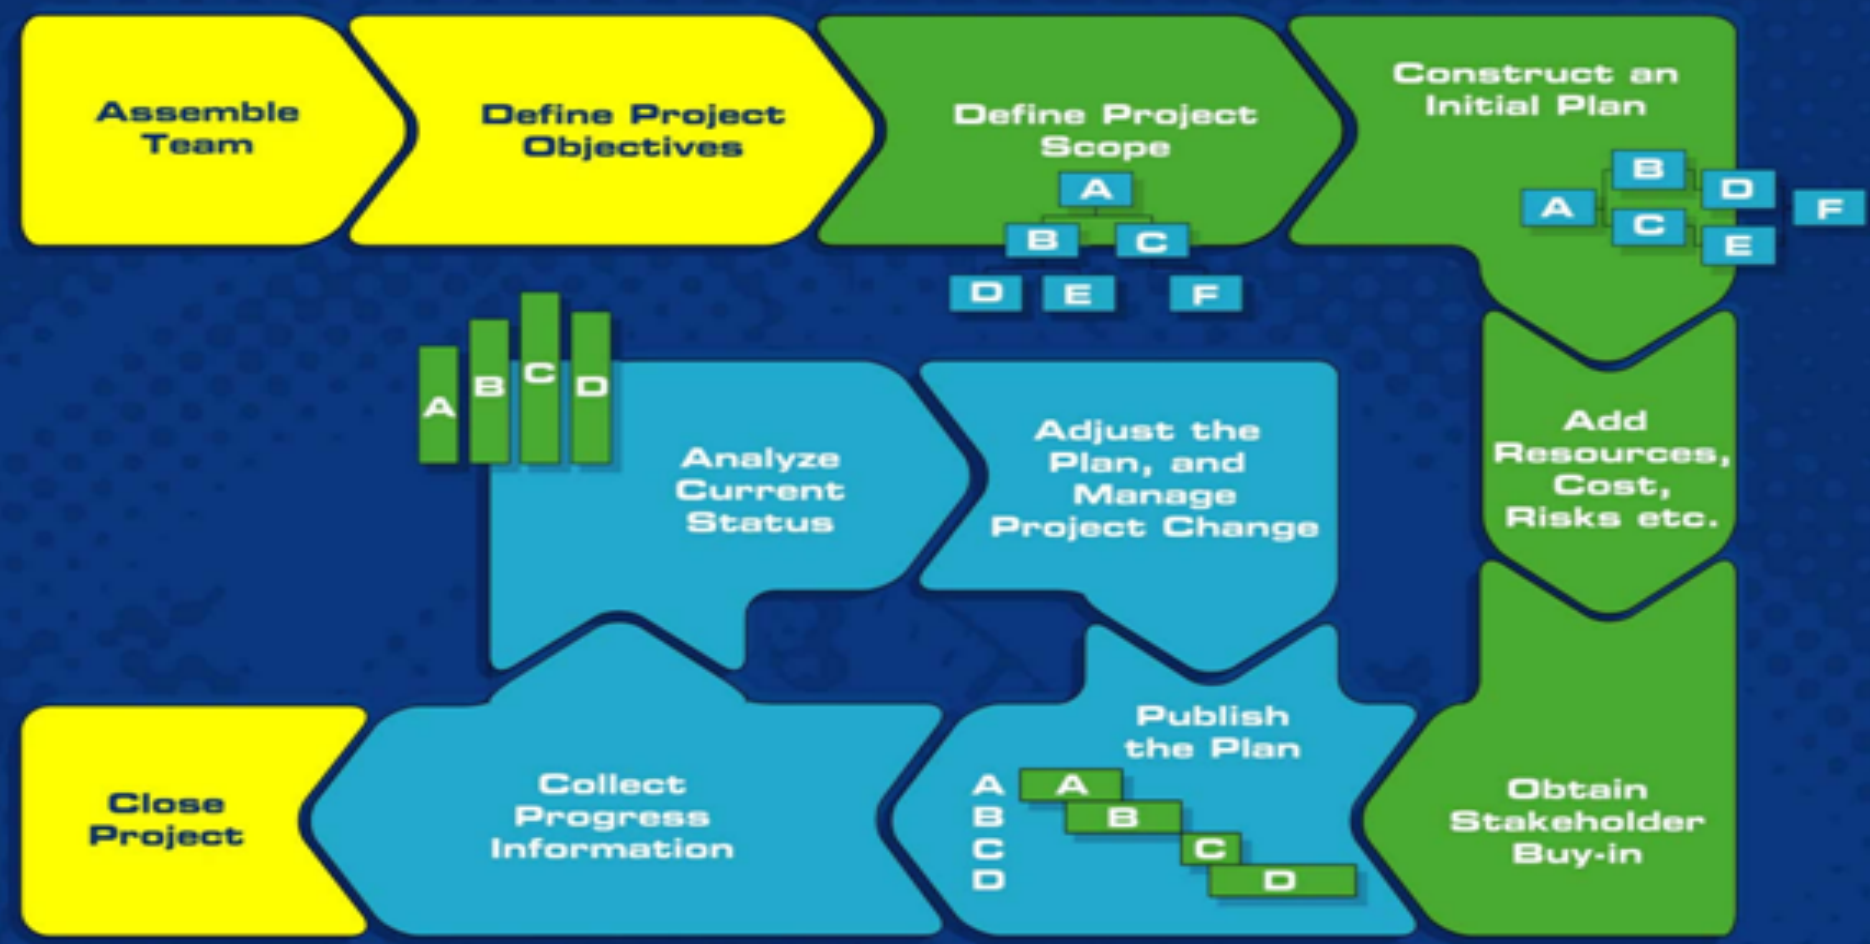 Assemble
Team
Define Project
Objectives
Define Project
Scope
A
B C
D E F
Construct an
Initial Plan
B
D
A F
C
E
Add
Resources,
Cost,
Risks etc.
Obtain
Stakeholder
Buy-in
Publish
the Plan
A A
B B
C C
D D
Collect
Progress
Information
A B C D
Analyze
Current
Status
Adjust the
Plan, and
Manage
Project Change
Close
Project